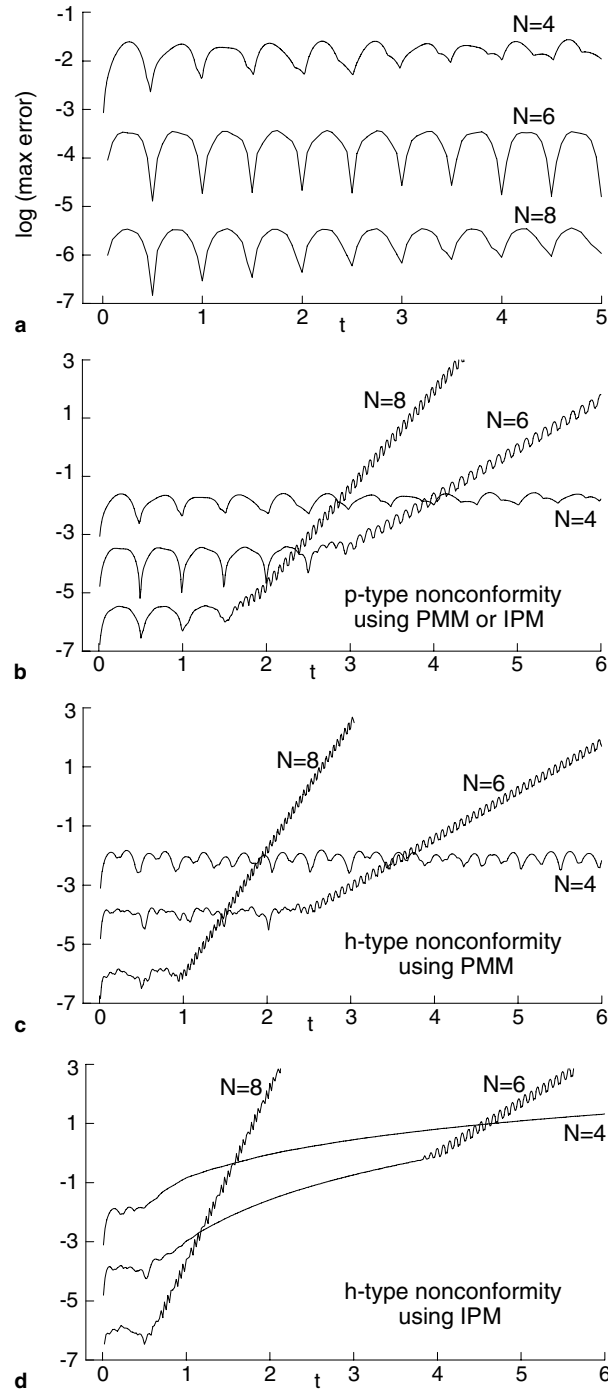 -1
N=4
-2
-3
N=6
log (max error)
-4
-5
N=8
-6
-7
0 1 2 3 4 5
a t
3
N=8
1
N=6
-1
N=4
-3
-5
p-type nonconformity
using PMM or IPM
-7
0 1 2 3 4 5 6
b t
3
N=8
1
N=6
-1
-3
N=4
-5
h-type nonconformity
using PMM
-7
0 1 2 3 4 5 6
c t
3
N=8
N=6
1
N=4
-1
-3
-5
h-type nonconformity
using IPM
-7
0 1 2 3 4 5 6
d t